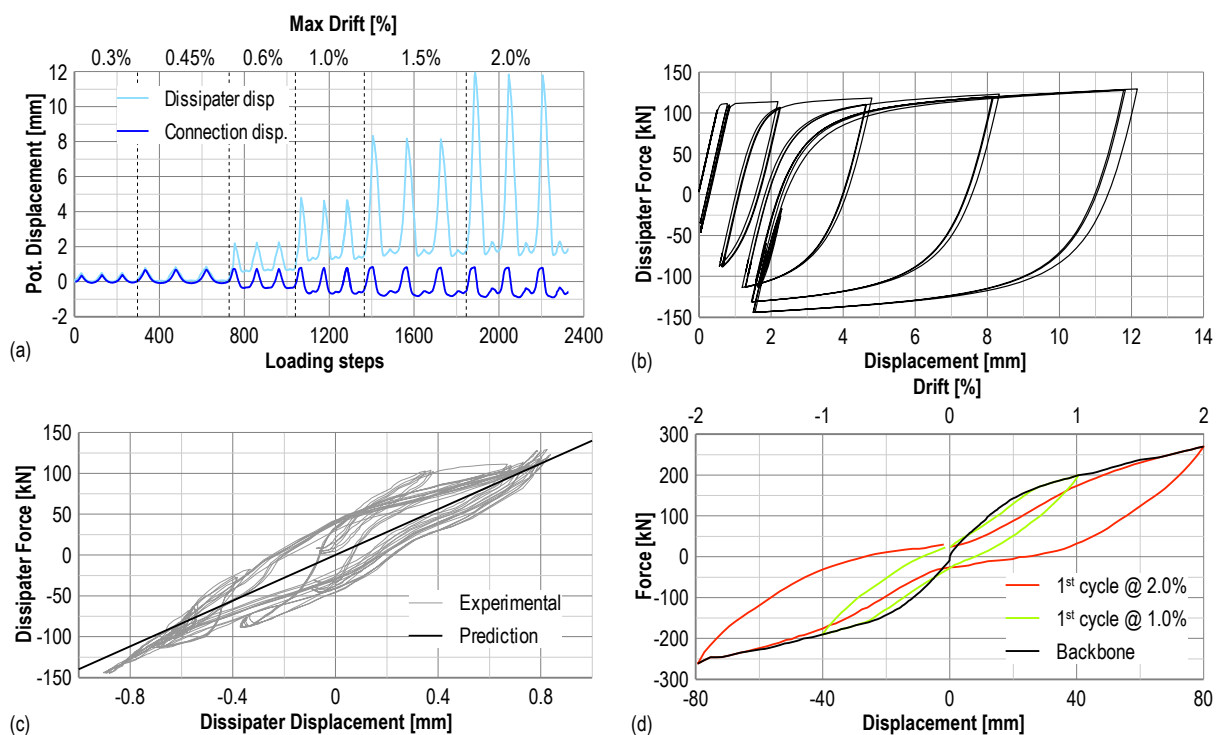 Max Drift [%]
0.3% 0.45% 0.6% 1.0% 1.5% 2.0%
12
10
8
6
4
2
0
-2
Pot. Displacement [mm]
Dissipater disp
Connection disp.
0 400 800 1200 1600 2000 2400
Loading steps
(a)
150
100
50
0
-50
-100
-150
Dissipater Force [kN]
0 2 4 6 8 10 12 14
Displacement [mm]
(b)
150
100
50
0
-50
-100
-150
Dissipater Force [kN]
Experimental
Prediction
-0.8 -0.4 0 0.4 0.8
Dissipater Displacement [mm]
(c)
Drift [%]
-2 -1 0 1 2
300
200
100
0
-100
-200
-300
Force [kN]
1st cycle @ 2.0%
1st cycle @ 1.0%
Backbone
-80 -40 0 40 80
Displacement [mm]
(d)